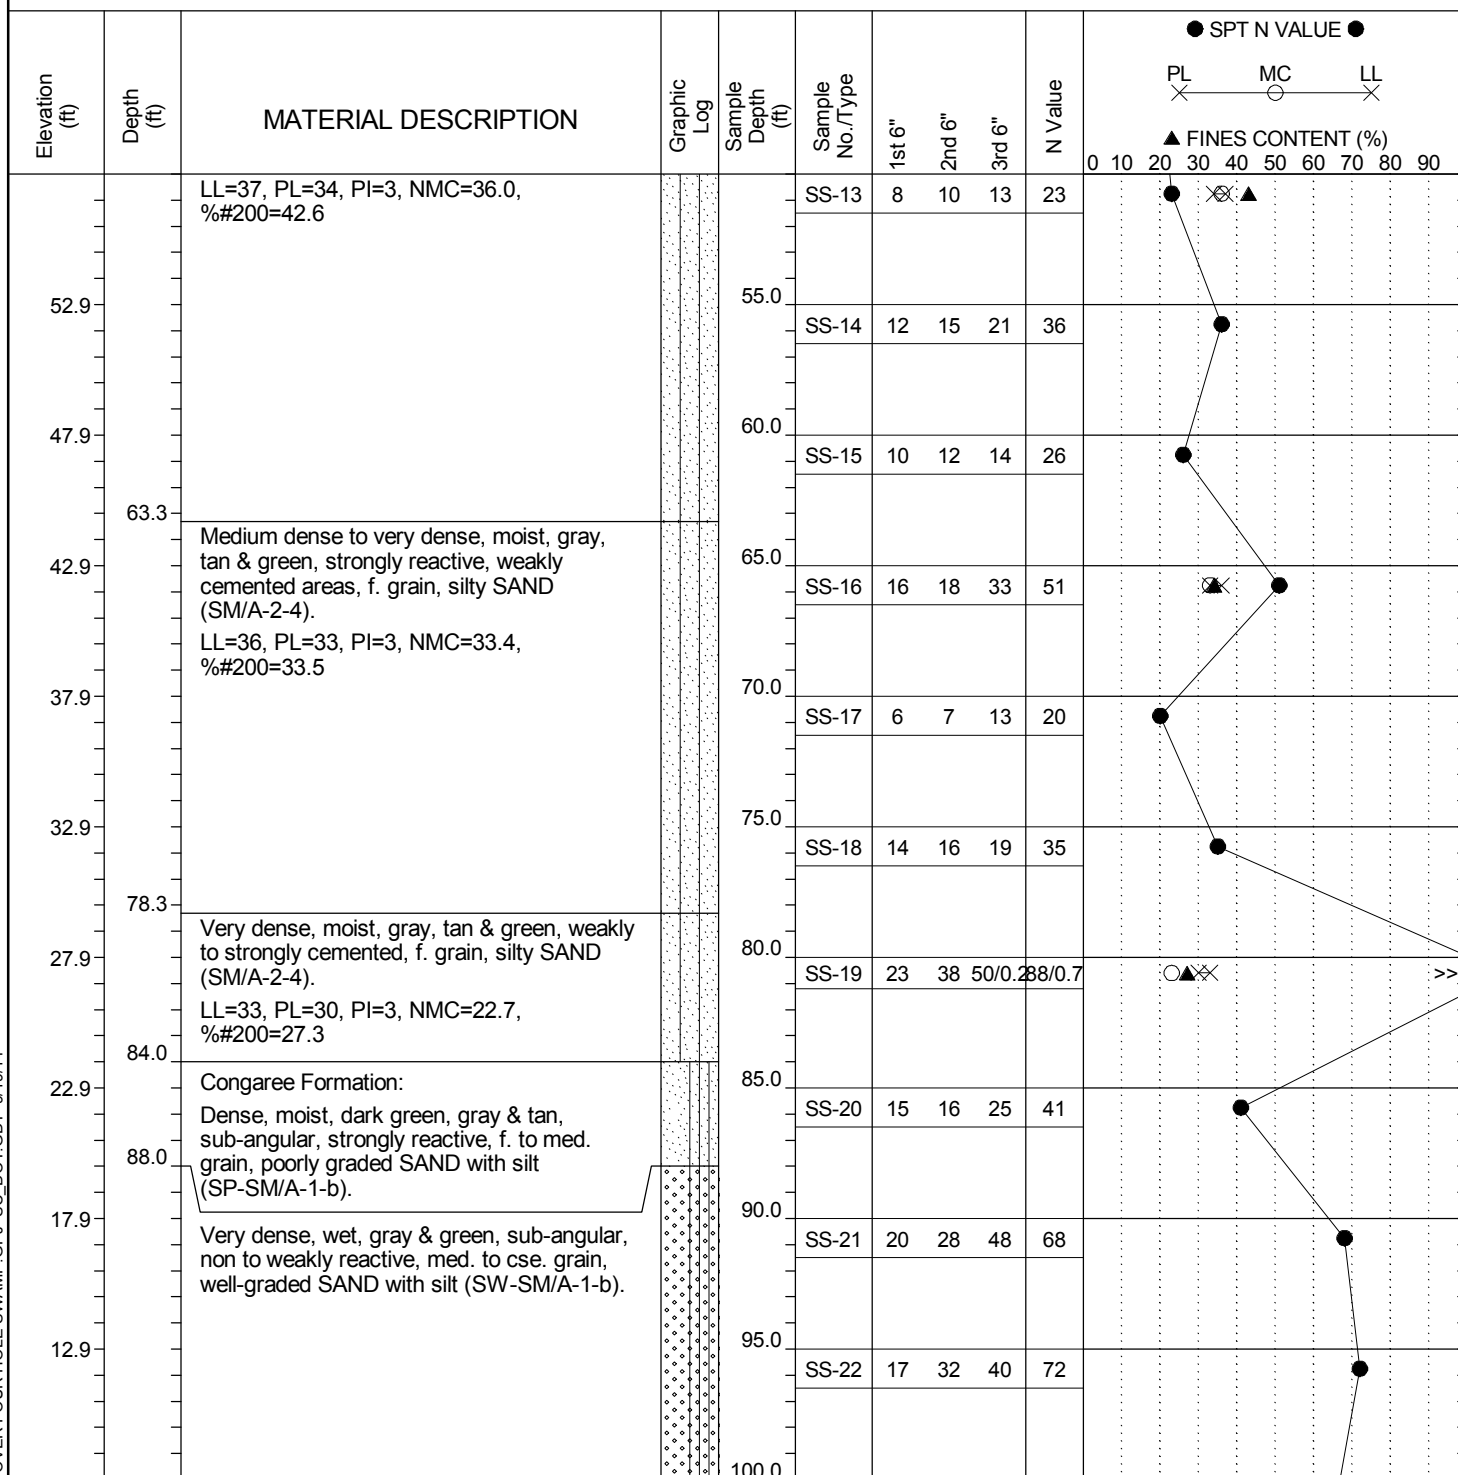 ● SPT N VALUE ●
PL MC LL
▲ FINES CONTENT (%)
0 10 20 30 40 50 60 70 80 90
Elevation (ft)
Depth (ft)
MATERIAL DESCRIPTION
Graphic Log
Sample Depth (ft)
Sample No./Type
1st 6"
2nd 6"
3rd 6"
N Value
LL=37, PL=34, PI=3, NMC=36.0,
%#200=42.6
SS-13 8 10 13 23
52.9 55.0
SS-14 12 15 21 36
47.9 60.0
SS-15 10 12 14 26
63.3
Medium dense to very dense, moist, gray,
tan & green, strongly reactive, weakly
cemented areas, f. grain, silty SAND
(SM/A-2-4).
42.9 65.0
SS-16 16 18 33 51
LL=36, PL=33, PI=3, NMC=33.4,
%#200=33.5
37.9 70.0
SS-17 6 7 13 20
32.9 75.0
SS-18 14 16 19 35
78.3
Very dense, moist, gray, tan & green, weakly
to strongly cemented, f. grain, silty SAND
(SM/A-2-4).
27.9 80.0
SS-19 23 38 50/0.2 88/0.7 >>
LL=33, PL=30, PI=3, NMC=22.7,
%#200=27.3
84.0
Congaree Formation:
22.9 85.0
Dense, moist, dark green, gray & tan,
sub-angular, strongly reactive, f. to med.
grain, poorly graded SAND with silt
(SP-SM/A-1-b).
SS-20 15 16 25 41
88.0
17.9 90.0
Very dense, wet, gray & green, sub-angular,
non to weakly reactive, med. to cse. grain,
well-graded SAND with silt (SW-SM/A-1-b).
SS-21 20 28 48 68
12.9 95.0
SS-22 17 32 40 72
100.0